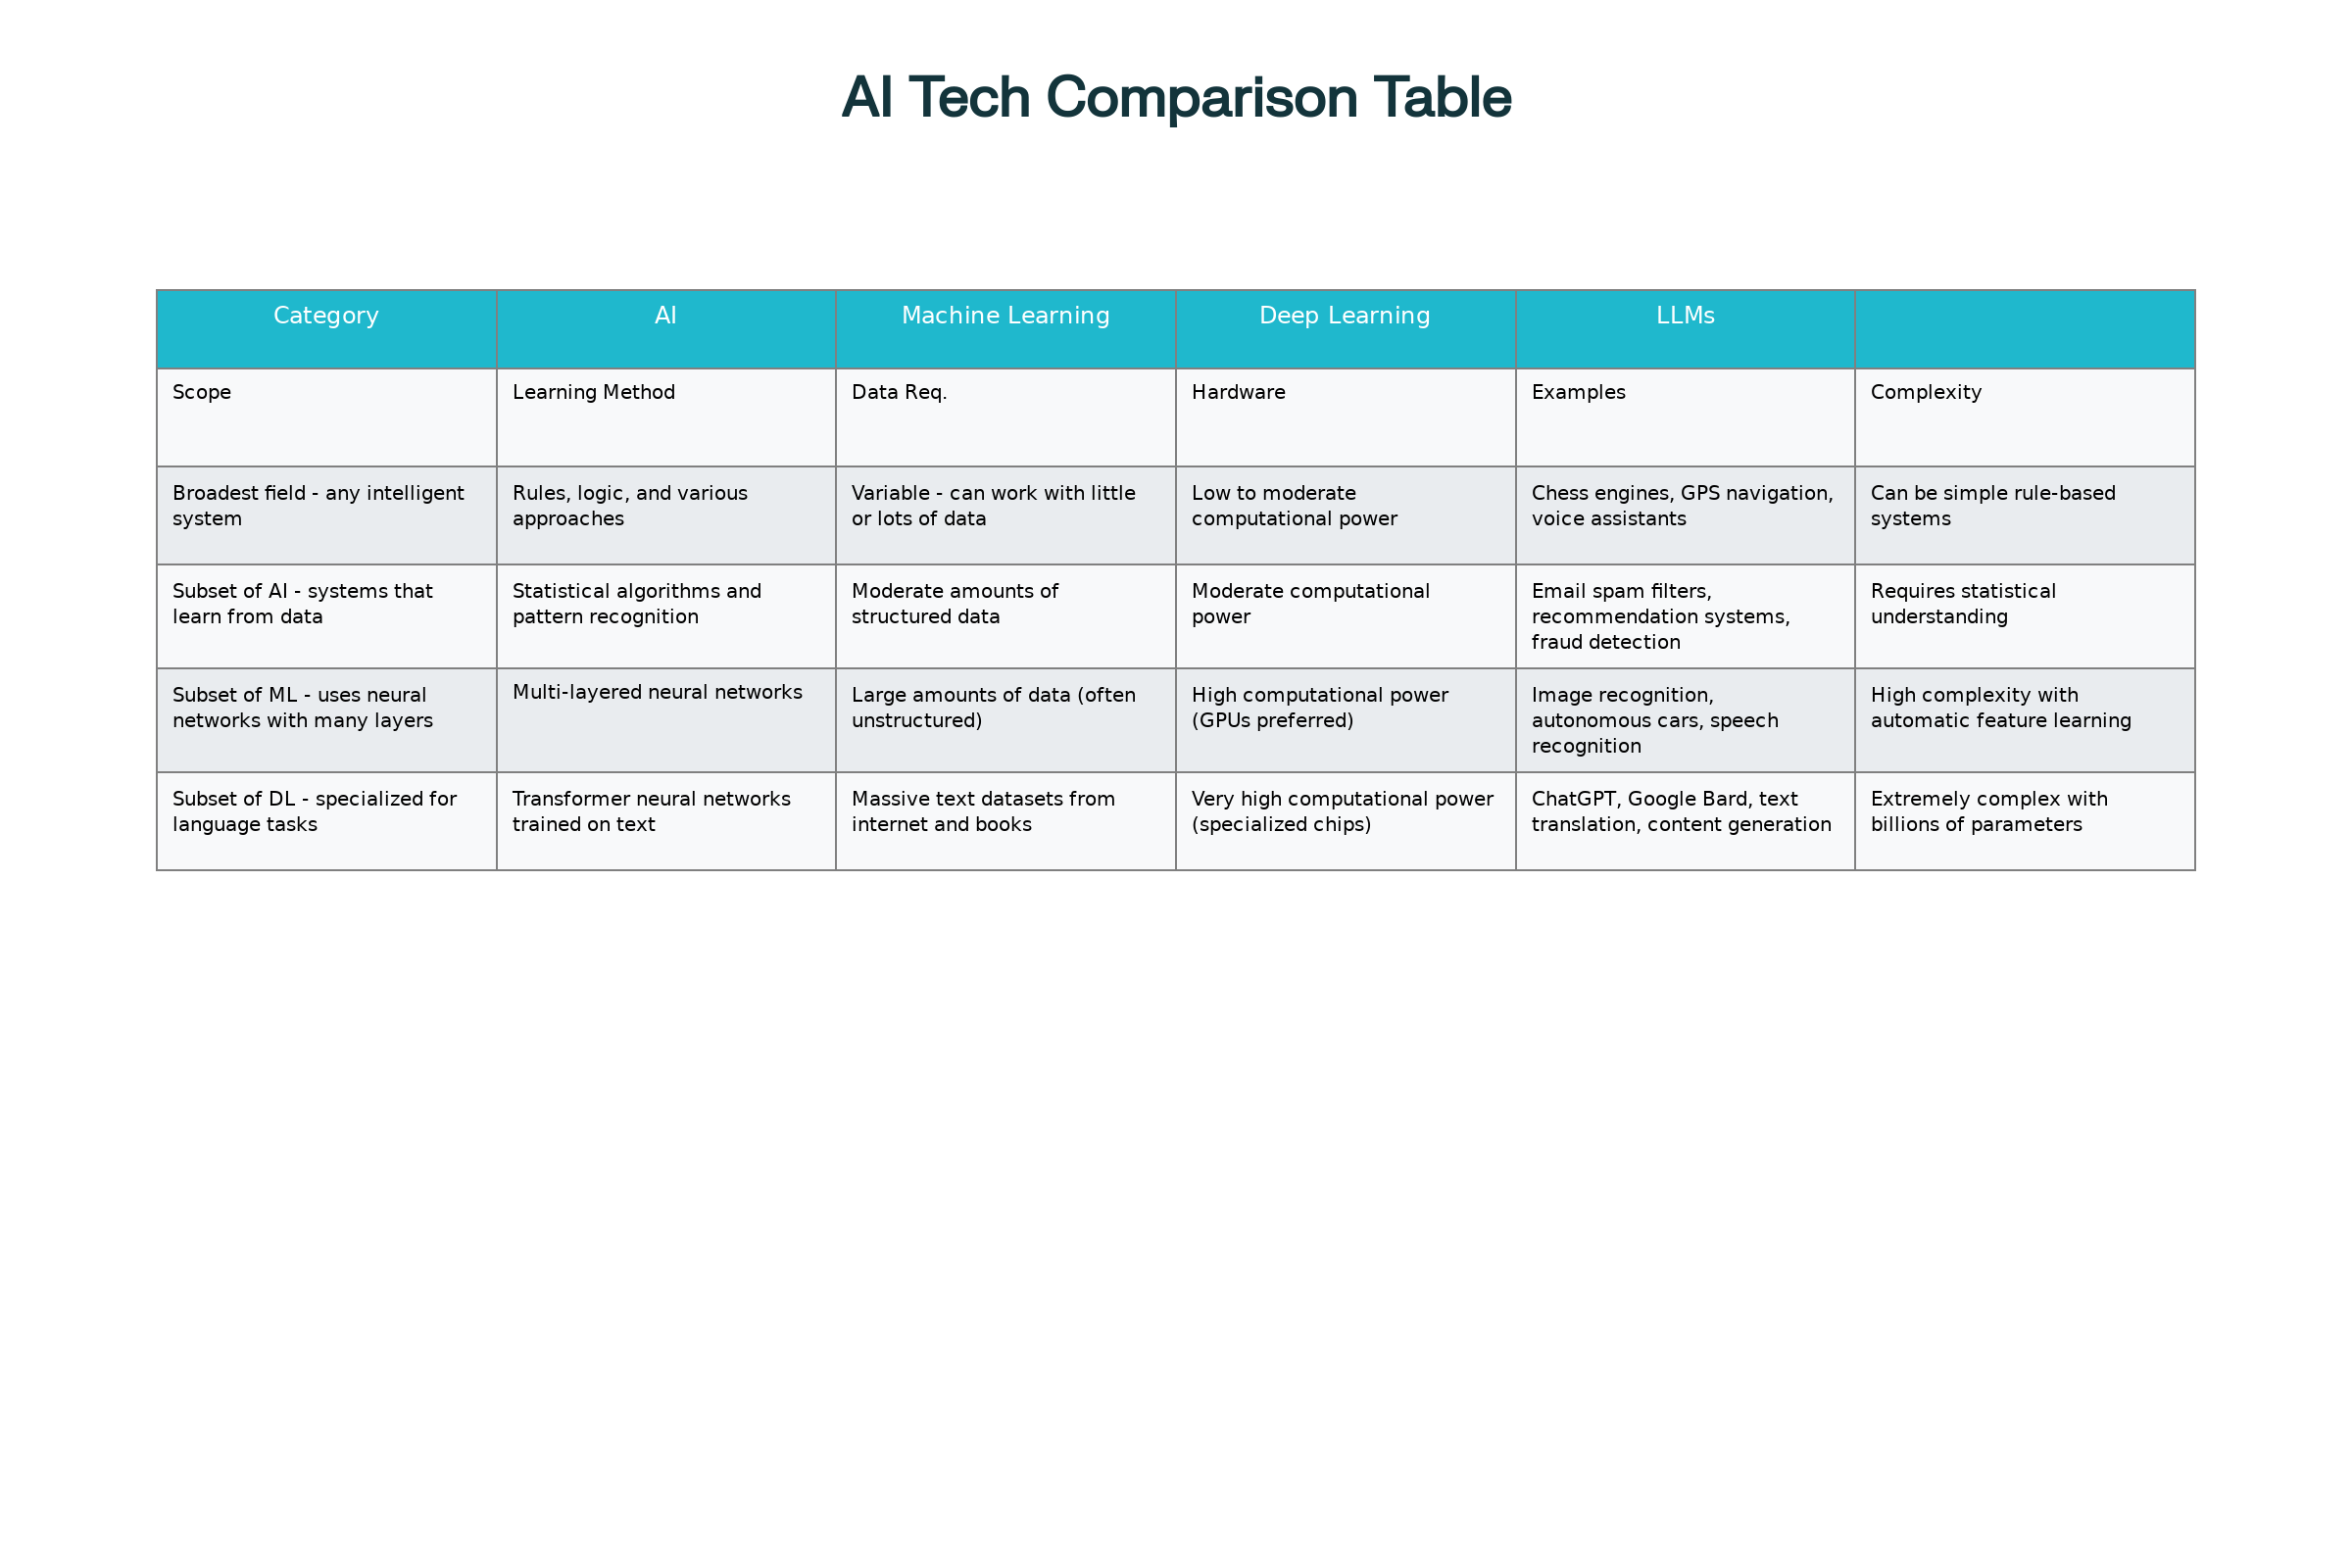 AI Tech Comparison Table
Category AI Machine Learning Deep Learning LLMs
Scope Learning Method Data Req. Hardware Examples Complexity
Broadest field - any intelligent
system
Rules, logic, and various
approaches
Variable - can work with little
or lots of data
Low to moderate
computational power
Chess engines, GPS navigation,
voice assistants
Can be simple rule-based
systems
Subset of AI - systems that
learn from data
Statistical algorithms and
pattern recognition
Moderate amounts of
structured data
Moderate computational
power
Email spam filters,
recommendation systems,
fraud detection
Requires statistical
understanding
Subset of ML - uses neural
networks with many layers
Multi-layered neural networks
Large amounts of data (often
unstructured)
High computational power
(GPUs preferred)
Image recognition,
autonomous cars, speech
recognition
High complexity with
automatic feature learning
Subset of DL - specialized for
language tasks
Transformer neural networks
trained on text
Massive text datasets from
internet and books
Very high computational power
(specialized chips)
ChatGPT, Google Bard, text
translation, content generation
Extremely complex with
billions of parameters